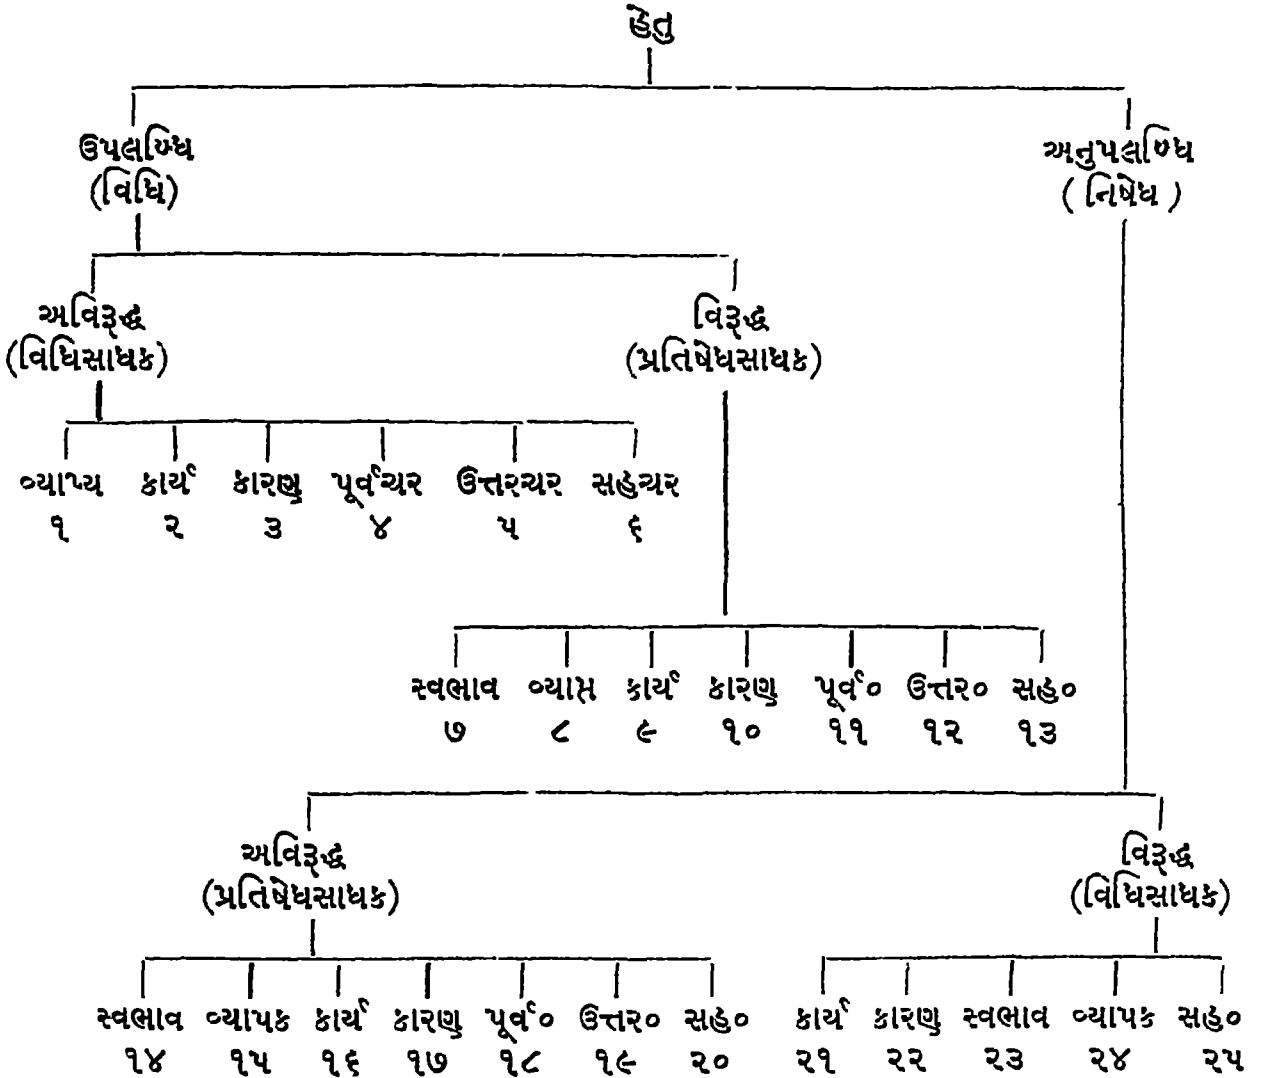 હેતુ
ઉપલબ્ધિ અનુપલબ્ધિ
(વિધિ) ( નિષેધ )
અવિરૂદ્ધ વિરૂદ્ધ
(વિધિસાધક) (પ્રતિષેધસાધક)
વ્યાપ્ય કાર્ય કારણ પૂર્વચર ઉત્તરચર સહચર
૧ ૨ ૩ ૪ ૫ ૬
સ્વભાવ વ્યાપ્ત કાર્ય કારણ પૂર્વ૦ ઉત્તર૦ સહ૦
૭ ૮ ૯ ૧૦ ૧૧ ૧૨ ૧૩
અવિરૂદ્ધ વિરૂદ્ધ
(પ્રતિષેધસાધક) (વિધિસાધક)
સ્વભાવ વ્યાપક કાર્ય કારણ પૂર્વ૦ ઉત્તર૦ સહ૦ કાર્ય કારણ સ્વભાવ વ્યાપક સહ૦
૧૪ ૧૫ ૧૬ ૧૭ ૧૮ ૧૯ ૨૦ ૨૧ ૨૨ ૨૩ ૨૪ ૨૫